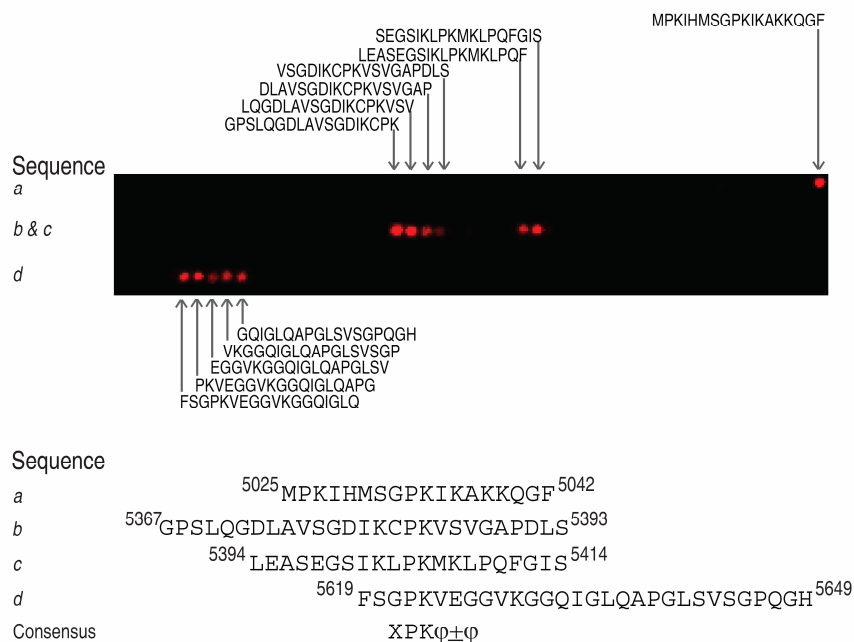 MPKIHMSGPKIKAKKQGF
SEGSIKLPKMKLPQFGIS
LEASEGSIKLPKMKLPQF
VSGDIKCPKVSVGAPDLS
DLAVSGDIKCPKVSVGAP
LQGDLAVSGDIKCPKVSV
GPSLQGDLAVSGDIKCPK
Sequence
a
b & c
d
GQIGLQAPGLSVSGPQGH
VKGGQIGLQAPGLSVSGP
EGGVKGGQIGLQAPGLSV
PKVEGGVKGGQIGLQAPG
FSGPKVEGGVKGGQIGLQ
Sequence
a 5025MPKIHMSGPKIKAKKQGF5042
b 5367GPSLQGDLAVSGDIKCPKVSVGAPDLS5393
c 5394LEASEGSIKLPKMKLPQFGIS5414
d 5619FSGPKVEGGVKGGQIGLQAPGLSVSGPQGH5649
Consensus XPKφ±φ